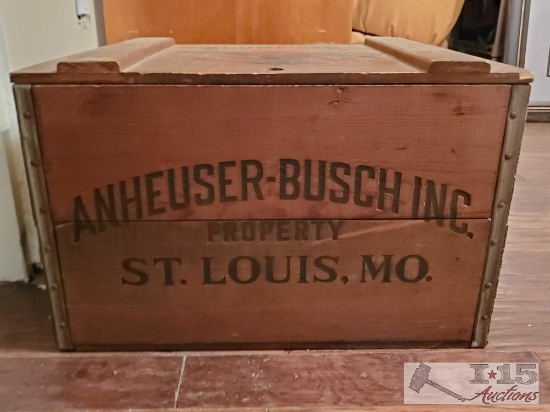 ANHEUSER-BUSCH INC.
PROPERTY
ST. LOUIS, MO.
I★15
Auctions